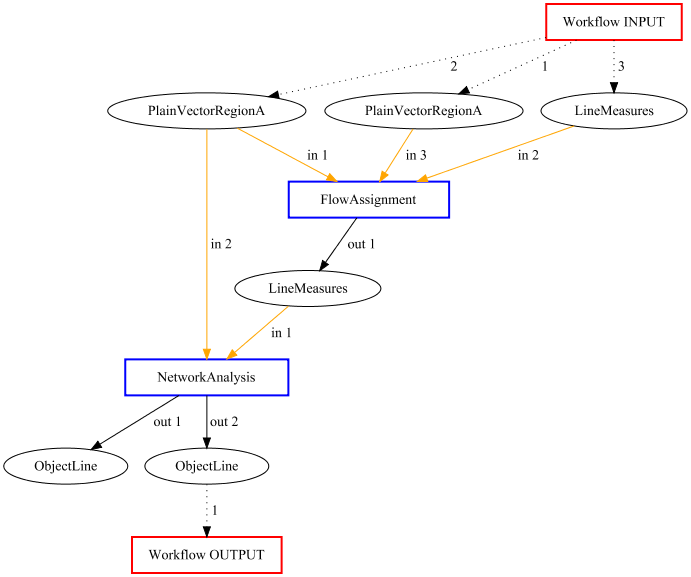 Workflow INPUT
2
1
3
PlainVectorRegionA
PlainVectorRegionA
LineMeasures
in 1
in 3
in 2
FlowAssignment
in 2
out 1
LineMeasures
in 1
NetworkAnalysis
out 1
out 2
ObjectLine
ObjectLine
1
Workflow OUTPUT